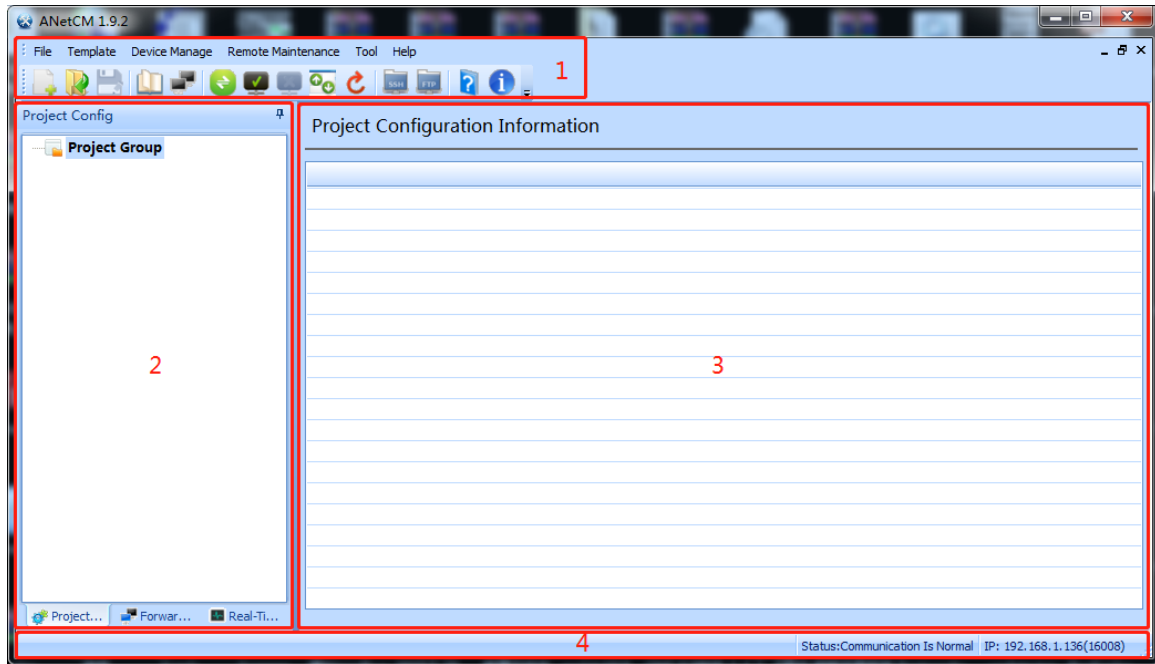 ANetCM 1.9.2
File Template Device Manage Remote Maintenance Tool Help
SSH FTP ? i
1
Project Config
Project Group
2
Project Configuration Information
3
Project... Forwar... Real-Ti...
4
Status:Communication Is Normal IP: 192.168.1.136(16008)